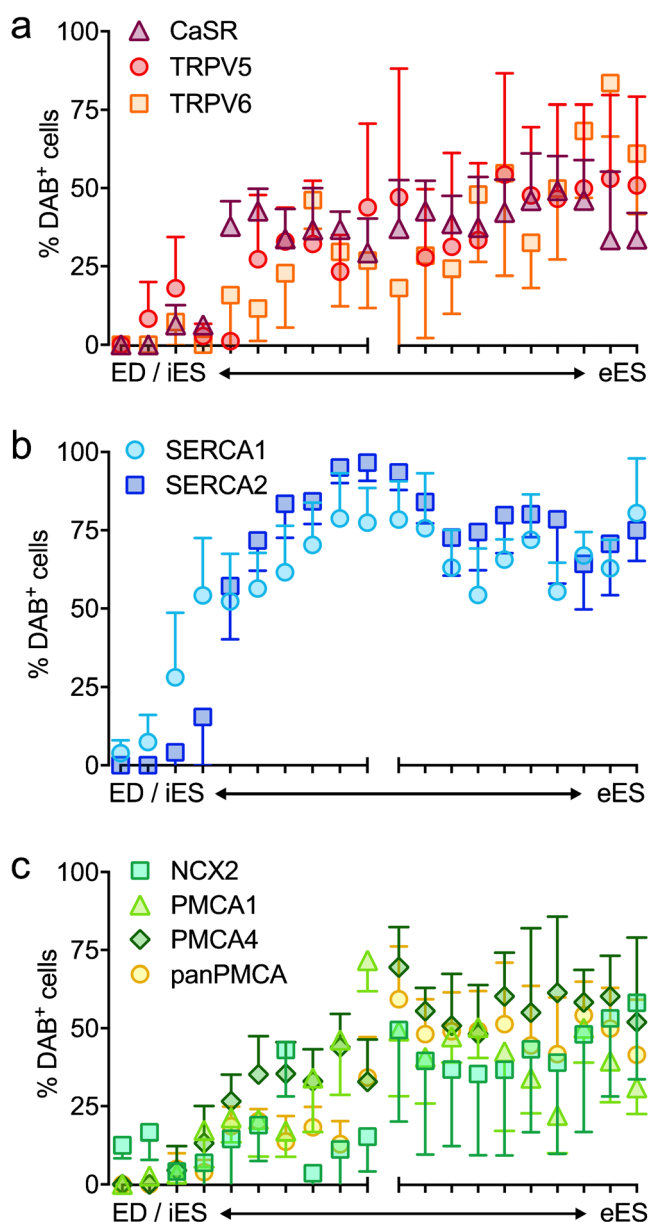 a
100
75
50
25
0
% DAB⁺ cells
CaSR
TRPV5
TRPV6
ED / iES
eES
b
100
75
50
25
0
% DAB⁺ cells
SERCA1
SERCA2
ED / iES
eES
c
100
75
50
25
0
% DAB⁺ cells
NCX2
PMCA1
PMCA4
panPMCA
ED / iES
eES